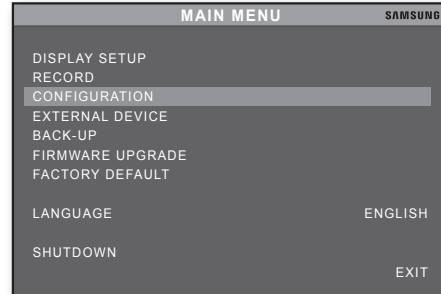 MAIN MENU SAMSUNG
DISPLAY SETUP
RECORD
CONFIGURATION
EXTERNAL DEVICE
BACK-UP
FIRMWARE UPGRADE
FACTORY DEFAULT
LANGUAGE ENGLISH
SHUTDOWN
EXIT